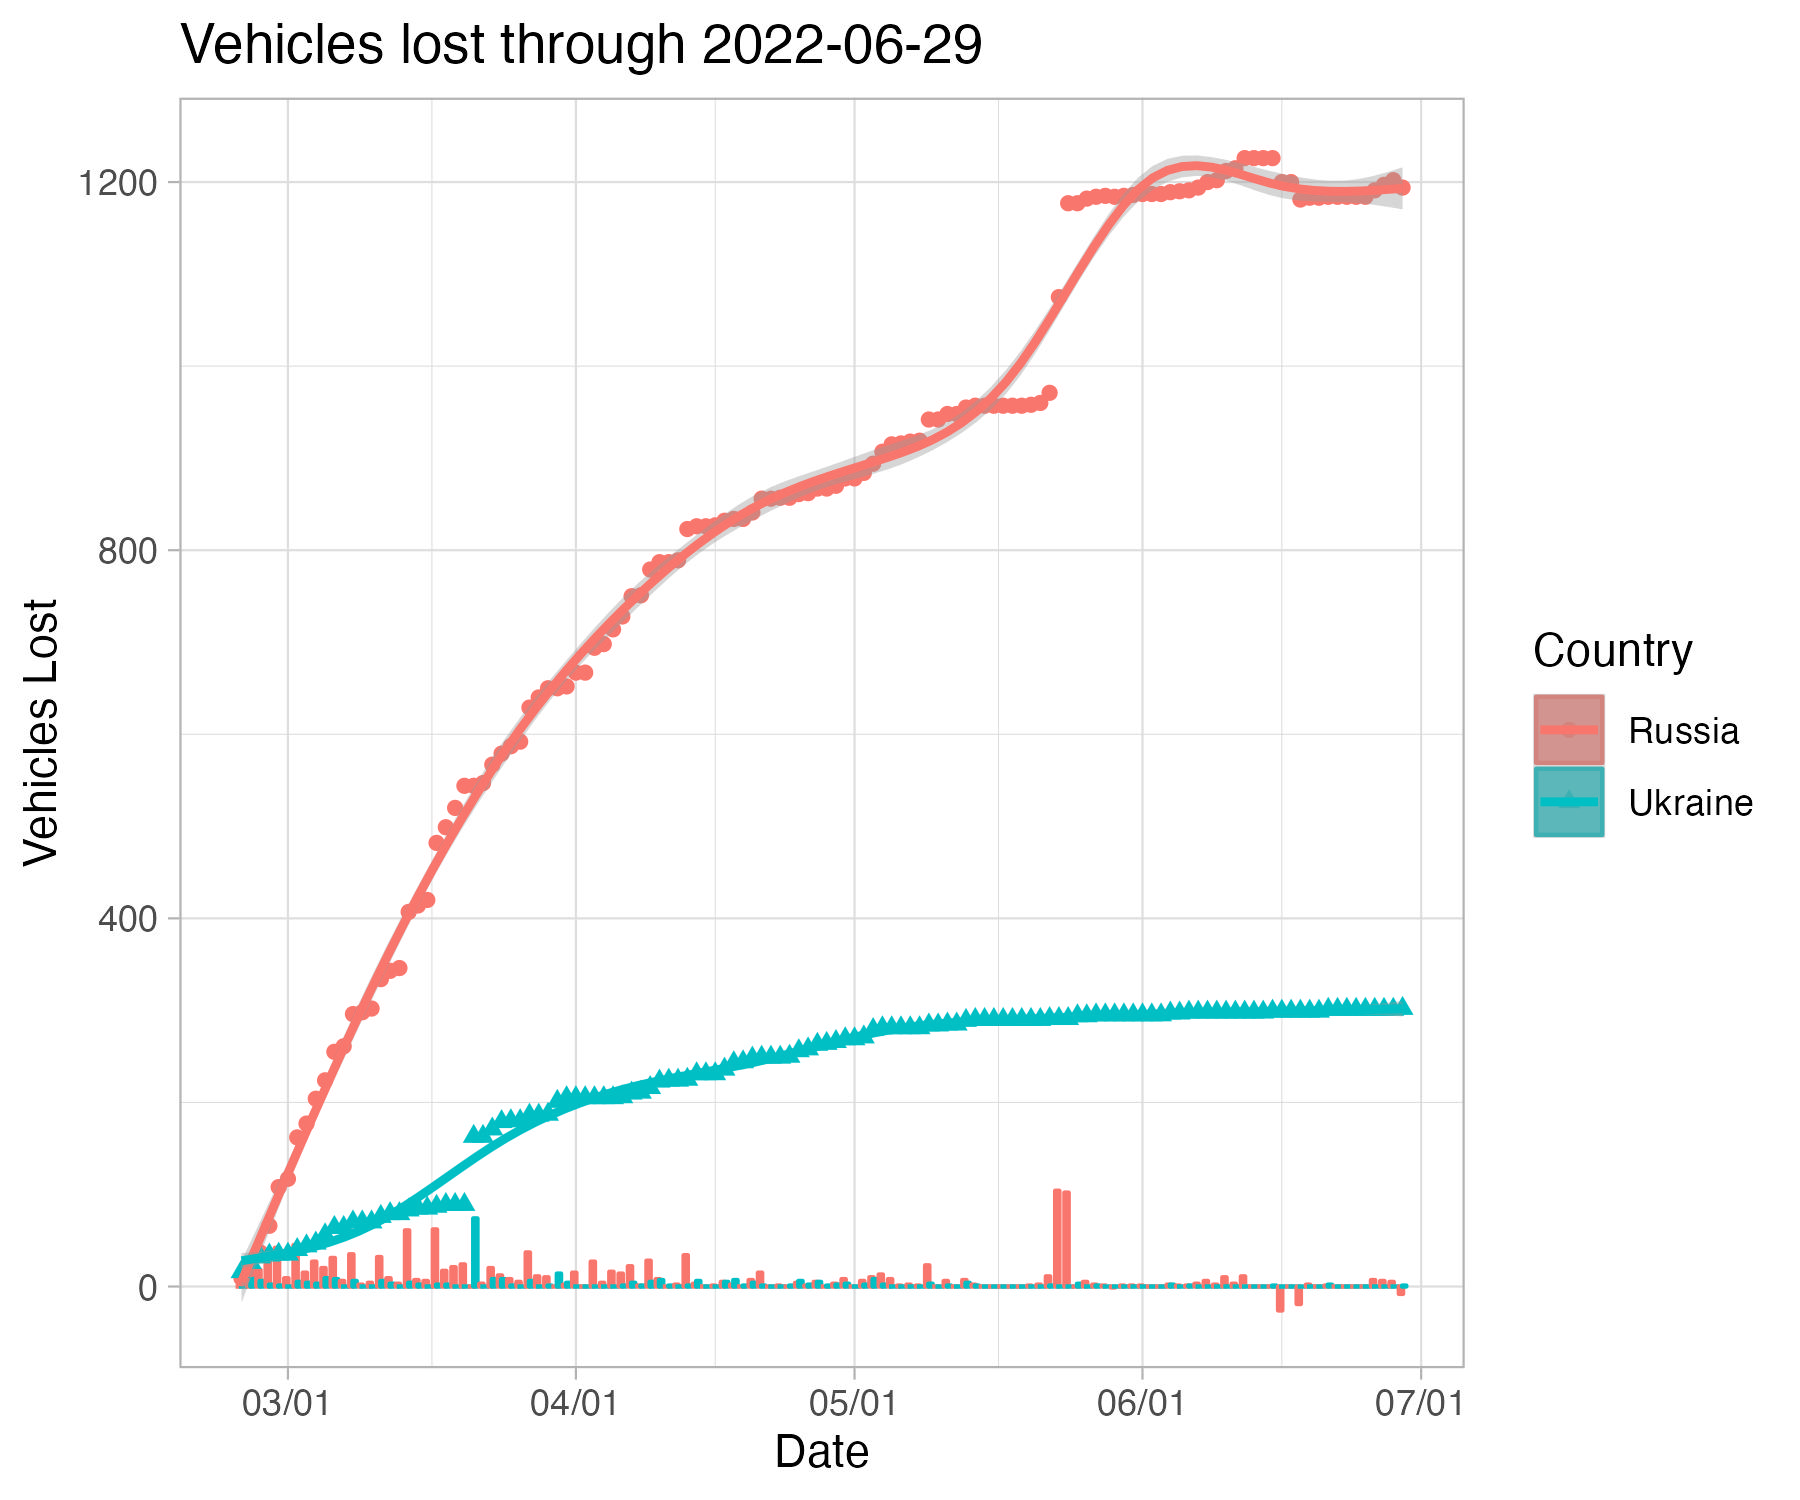 Vehicles lost through 2022-06-29
Vehicles Lost
1200
800
400
0
03/01 04/01 05/01 06/01 07/01
Date
Country
Russia
Ukraine